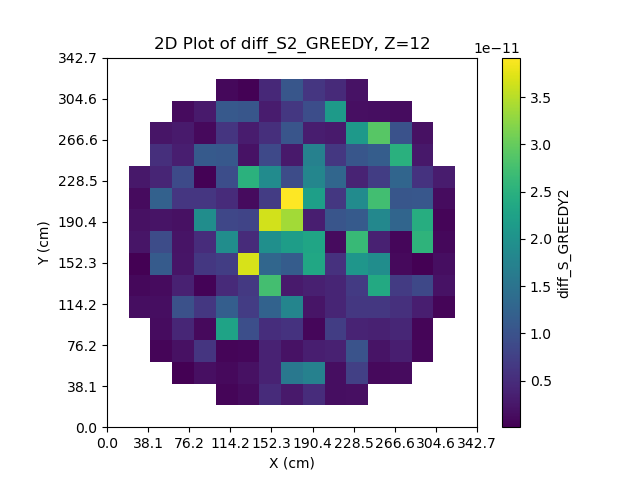 2D Plot of diff_S2_GREEDY, Z=12
1e−11
342.7
304.6
266.6
228.5
190.4
152.3
114.2
76.2
38.1
0.0
Y (cm)
0.0 38.1 76.2 114.2 152.3 190.4 228.5 266.6 304.6 342.7
X (cm)
3.5
3.0
2.5
2.0
1.5
1.0
0.5
diff_S_GREEDY2